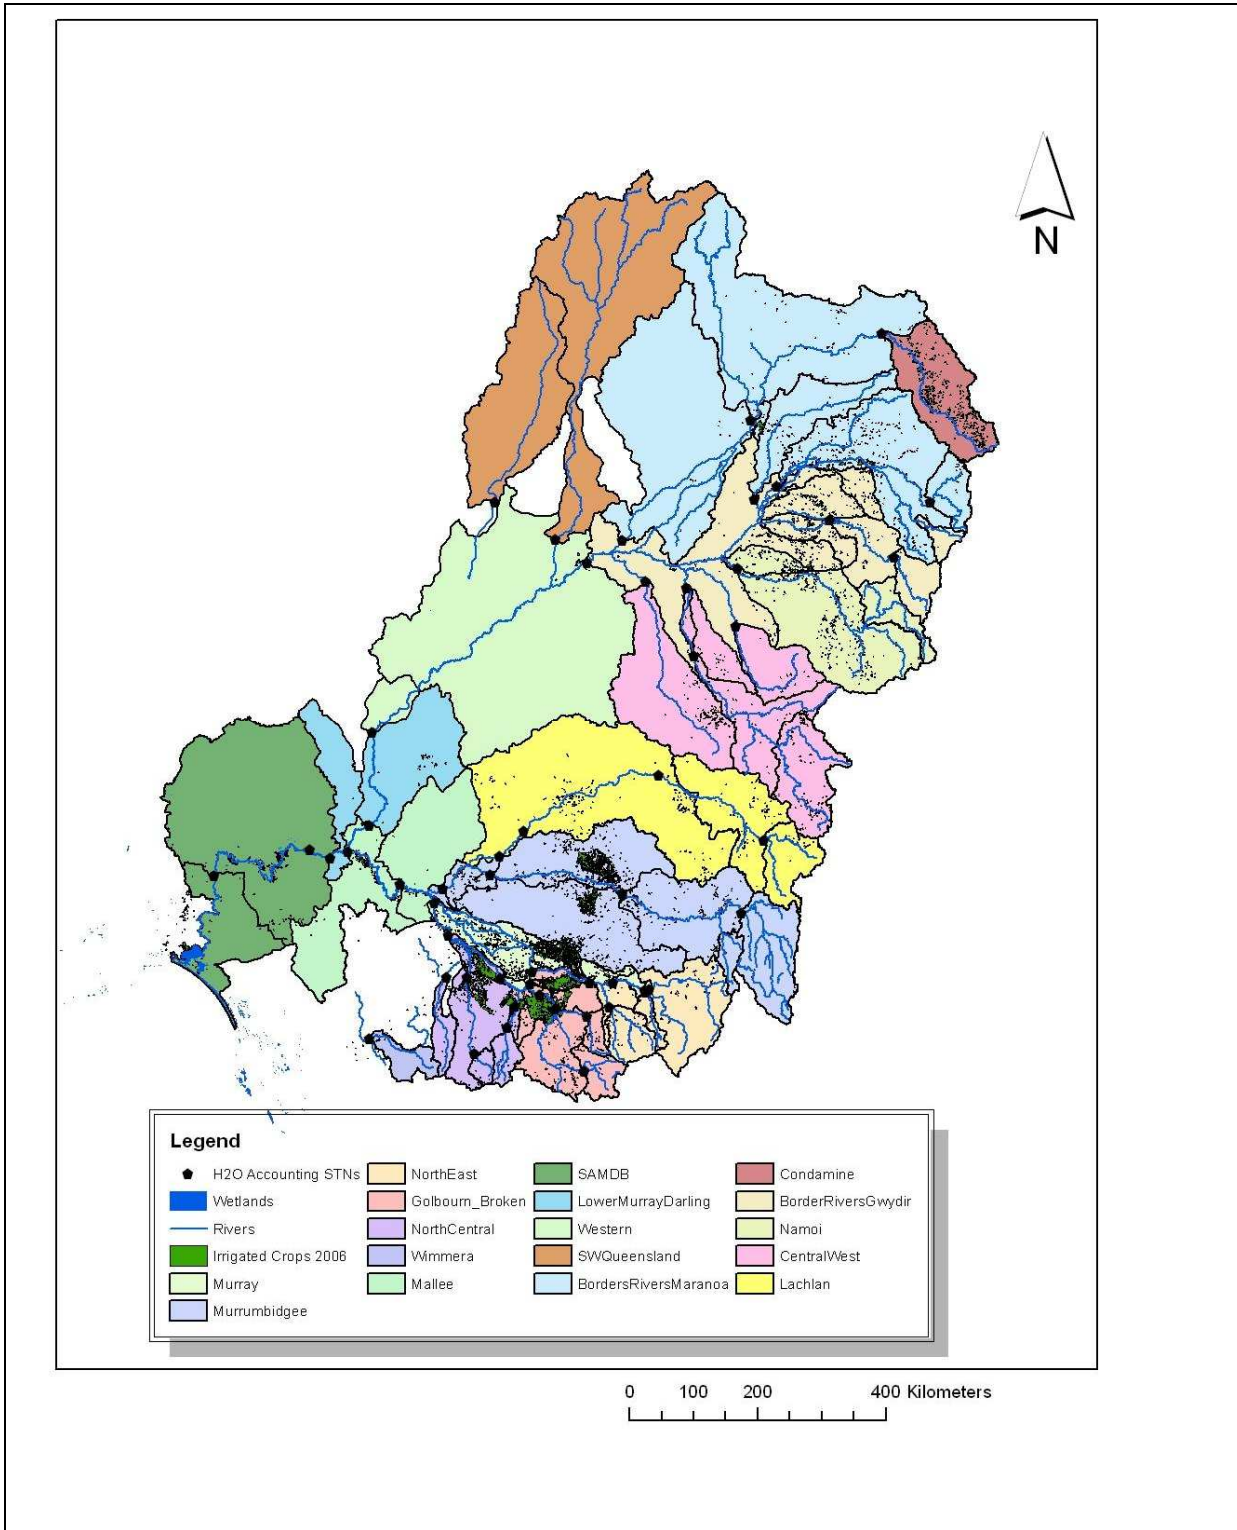 N
Legend
H2O Accounting STNs
Wetlands
Rivers
Irrigated Crops 2006
Murray
Murrumbidgee
NorthEast
Golbourn_Broken
NorthCentral
Wimmera
Mallee
SAMDB
LowerMurrayDarling
Western
SWQueensland
BordersRiversMaranoa
Condamine
BorderRiversGwydir
Namoi
CentralWest
Lachlan
0 100 200 400 Kilometers